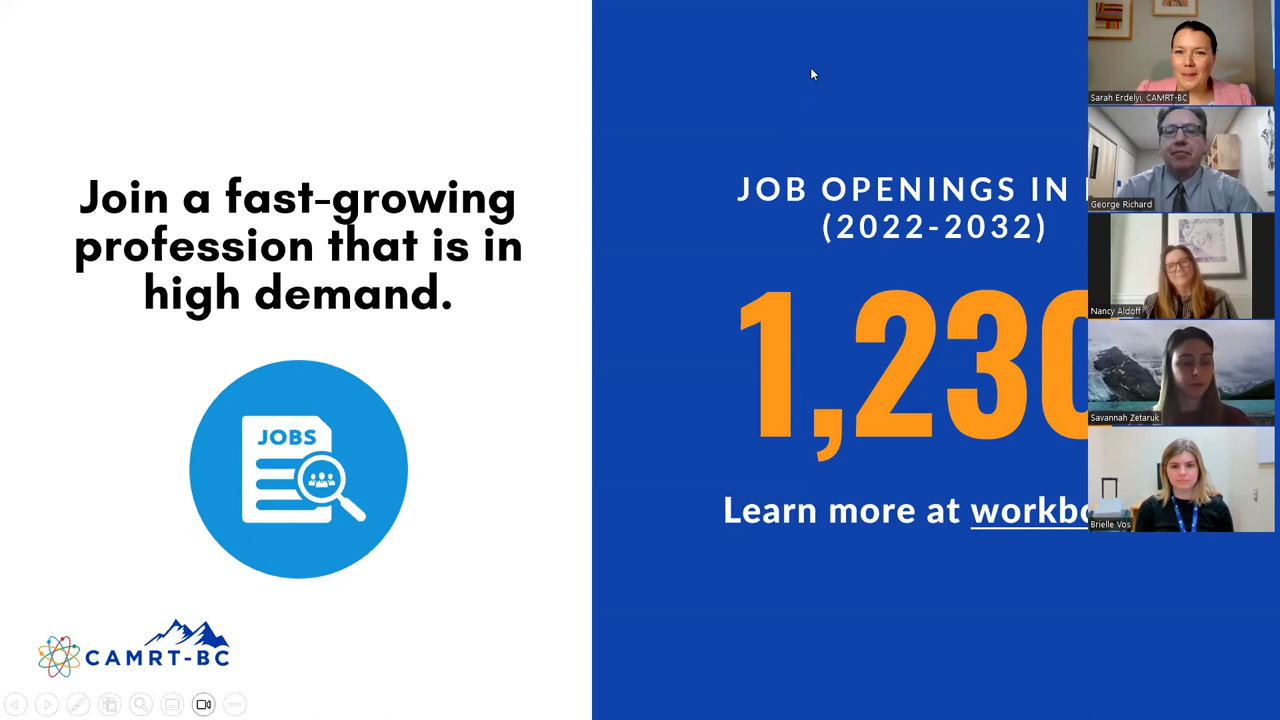 Join a fast-growing
profession that is in
high demand.
JOBS
CAMRT-BC
JOB OPENINGS IN
(2022-2032)
1,230
Learn more at workb
Sarah Erdelyi, CAMRT-BC
George Richard
Nancy Aldoff
Savannah Zetaruk
Brielle Vos